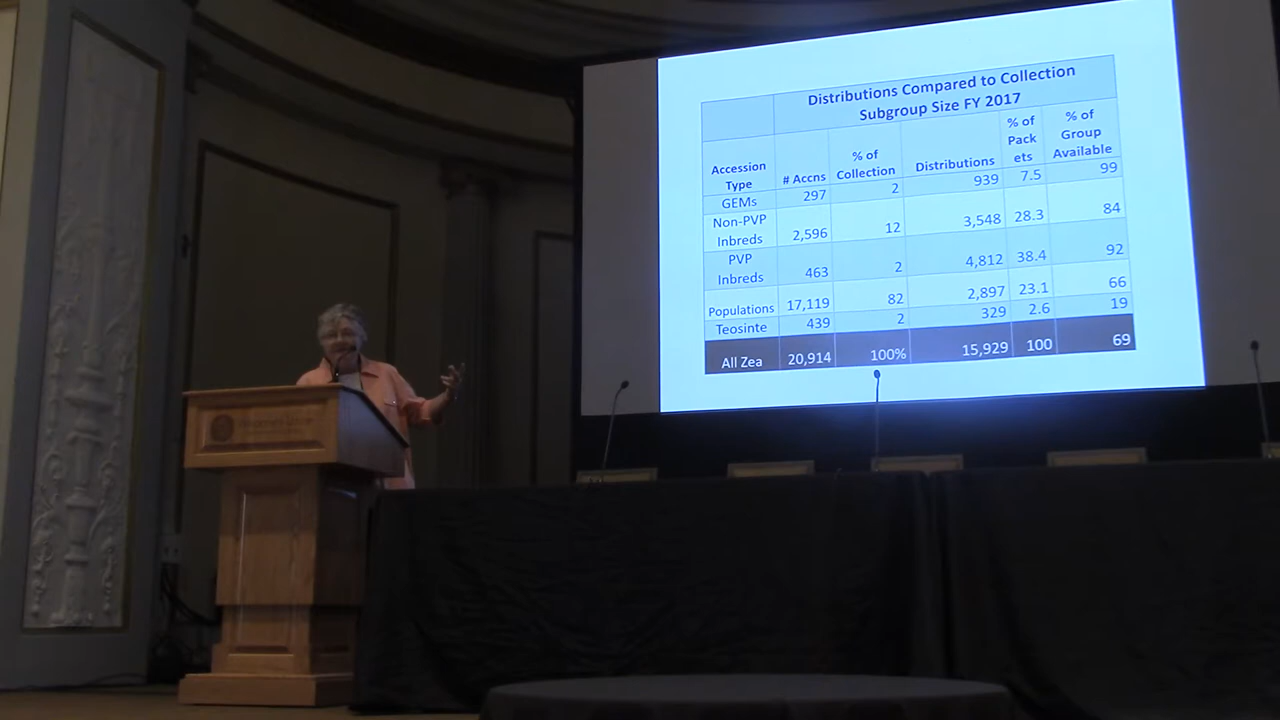 Distributions Compared to Collection
Subgroup Size FY 2017
Accession
Type
# Accns
% of
Collection
Distributions
% of
Pack
ets
% of
Group
Available
GEMs 297 2 939 7.5 99
Non-PVP
Inbreds 2,596 12 3,548 28.3 84
PVP
Inbreds 463 2 4,812 38.4 92
Populations 17,119 82 2,897 23.1 66
Teosinte 439 2 329 2.6 19
All Zea 20,914 100% 15,929 100 69